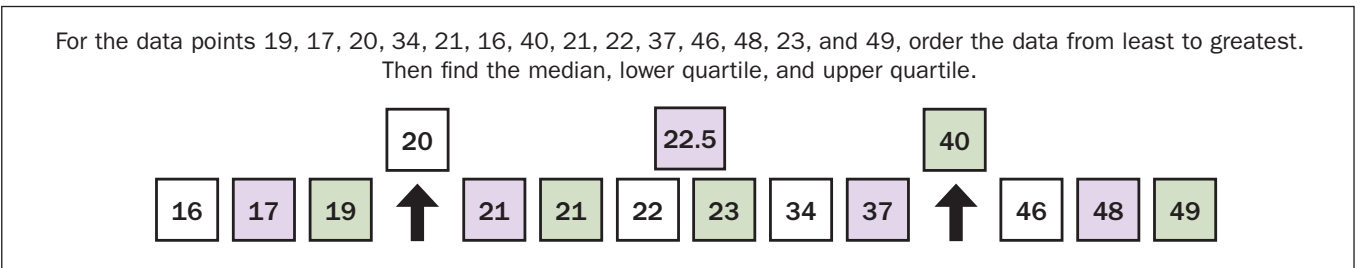 For the data points 19, 17, 20, 34, 21, 16, 40, 21, 22, 37, 46, 48, 23, and 49, order the data from least to greatest.
Then find the median, lower quartile, and upper quartile.
20 22.5 40
16 17 19 21 21 22 23 34 37 46 48 49